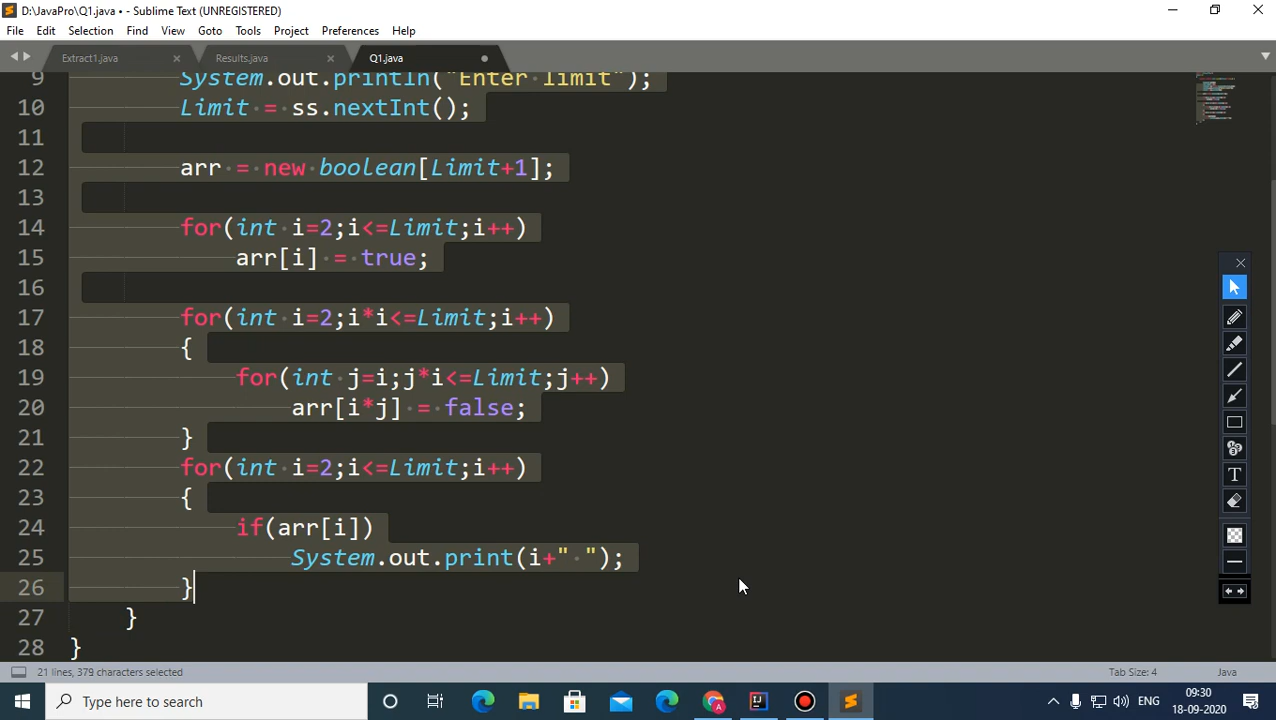 D:\JavaPro\Q1.java • - Sublime Text (UNREGISTERED)
File Edit Selection Find View Goto Tools Project Preferences Help
Extract1.java Results.java Q1.java
9 System.out.println("Enter limit");
10 Limit = ss.nextInt();
11
12 arr = new boolean[Limit+1];
13
14 for(int i=2;i<=Limit;i++)
15 arr[i] = true;
16
17 for(int i=2;i*i<=Limit;i++)
18 {
19 for(int j=i;j*i<=Limit;j++)
20 arr[i*j] = false;
21 }
22 for(int i=2;i<=Limit;i++)
23 {
24 if(arr[i])
25 System.out.print(i+" ");
26 }
27 }
28 }
21 lines, 379 characters selected Tab Size: 4 Java
Type here to search ENG 09:30
18-09-2020